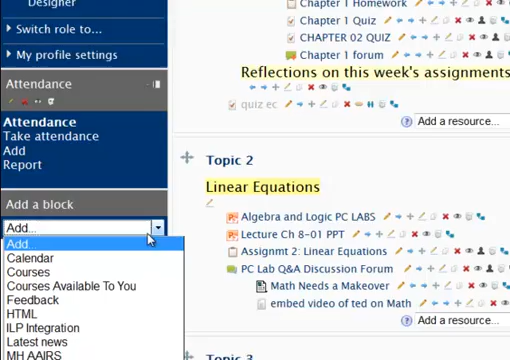 Designer
Switch role to...
My profile settings
Attendance
Attendance
Take attendance
Add
Report
Add a block
Add...
Add...
Calendar
Courses
Courses Available To You
Feedback
HTML
ILP Integration
Latest news
MH AAIRS
Chapter 1 Homework
Chapter 1 Quiz
CHAPTER 02 QUIZ
Chapter 1 forum
Reflections on this week's assignments
quiz ec
Add a resource...
Topic 2
Linear Equations
Algebra and Logic PC LABS
Lecture Ch 8-01 PPT
Assignmt 2: Linear Equations
PC Lab Q&A Discussion Forum
Math Needs a Makeover
embed video of ted on Math
Add a resource...
Topic 3